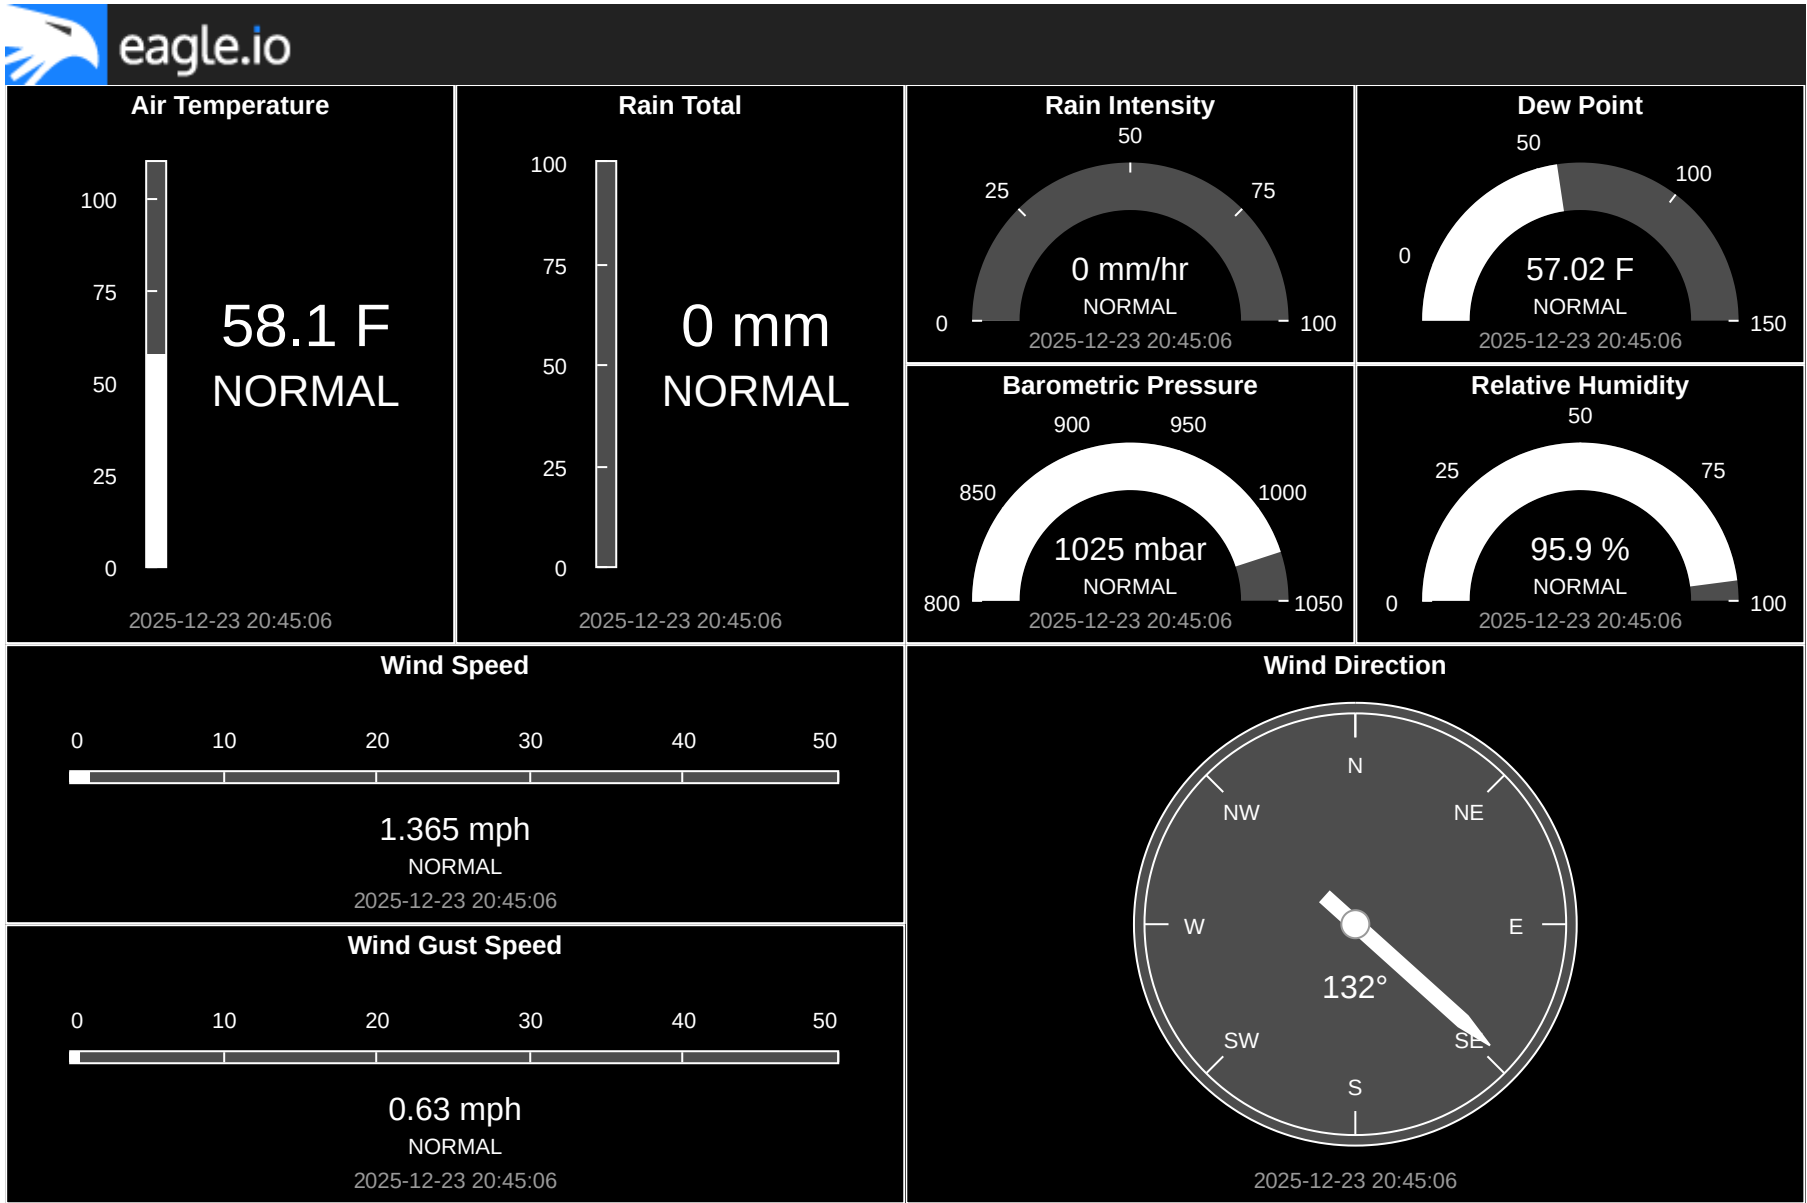 eagle.io
Air Temperature
100
75
50
25
0
58.1 F
NORMAL
2025-12-23 20:45:06
Rain Total
100
75
50
25
0
0 mm
NORMAL
2025-12-23 20:45:06
Rain Intensity
0
25
50
75
100
0 mm/hr
NORMAL
2025-12-23 20:45:06
Dew Point
0
50
100
150
57.02 F
NORMAL
2025-12-23 20:45:06
Barometric Pressure
800
850
900
950
1000
1050
1025 mbar
NORMAL
2025-12-23 20:45:06
Relative Humidity
0
25
50
75
100
95.9 %
NORMAL
2025-12-23 20:45:06
Wind Speed
0 10 20 30 40 50
1.365 mph
NORMAL
2025-12-23 20:45:06
Wind Gust Speed
0 10 20 30 40 50
0.63 mph
NORMAL
2025-12-23 20:45:06
Wind Direction
N
NW NE
W E
132°
SW SE
S
2025-12-23 20:45:06